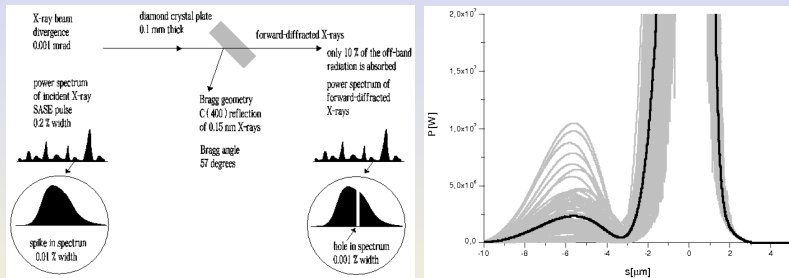 X-ray beam
divergence
0.001 mrad
diamond crystal plate
0.1 mm thick
forward-diffracted X-rays
only 10 % of the off-band
radiation is absorbed
power spectrum
of incident X-ray
SASE pulse
0.2 % width
Bragg geometry
C ( 400 ) reflection
of 0.15 nm X-rays
Bragg angle
57 degrees
power spectrum of
forward-diffracted
X-rays
spike in spectrun
0.01 % width
hole in spectrum
0.001 % width
P [W]
2,0x10⁷
1,5x10⁷
1,0x10⁷
5,0x10⁶
0,0
-10
-8
-6
-4
-2
0
2
4
s[μm]